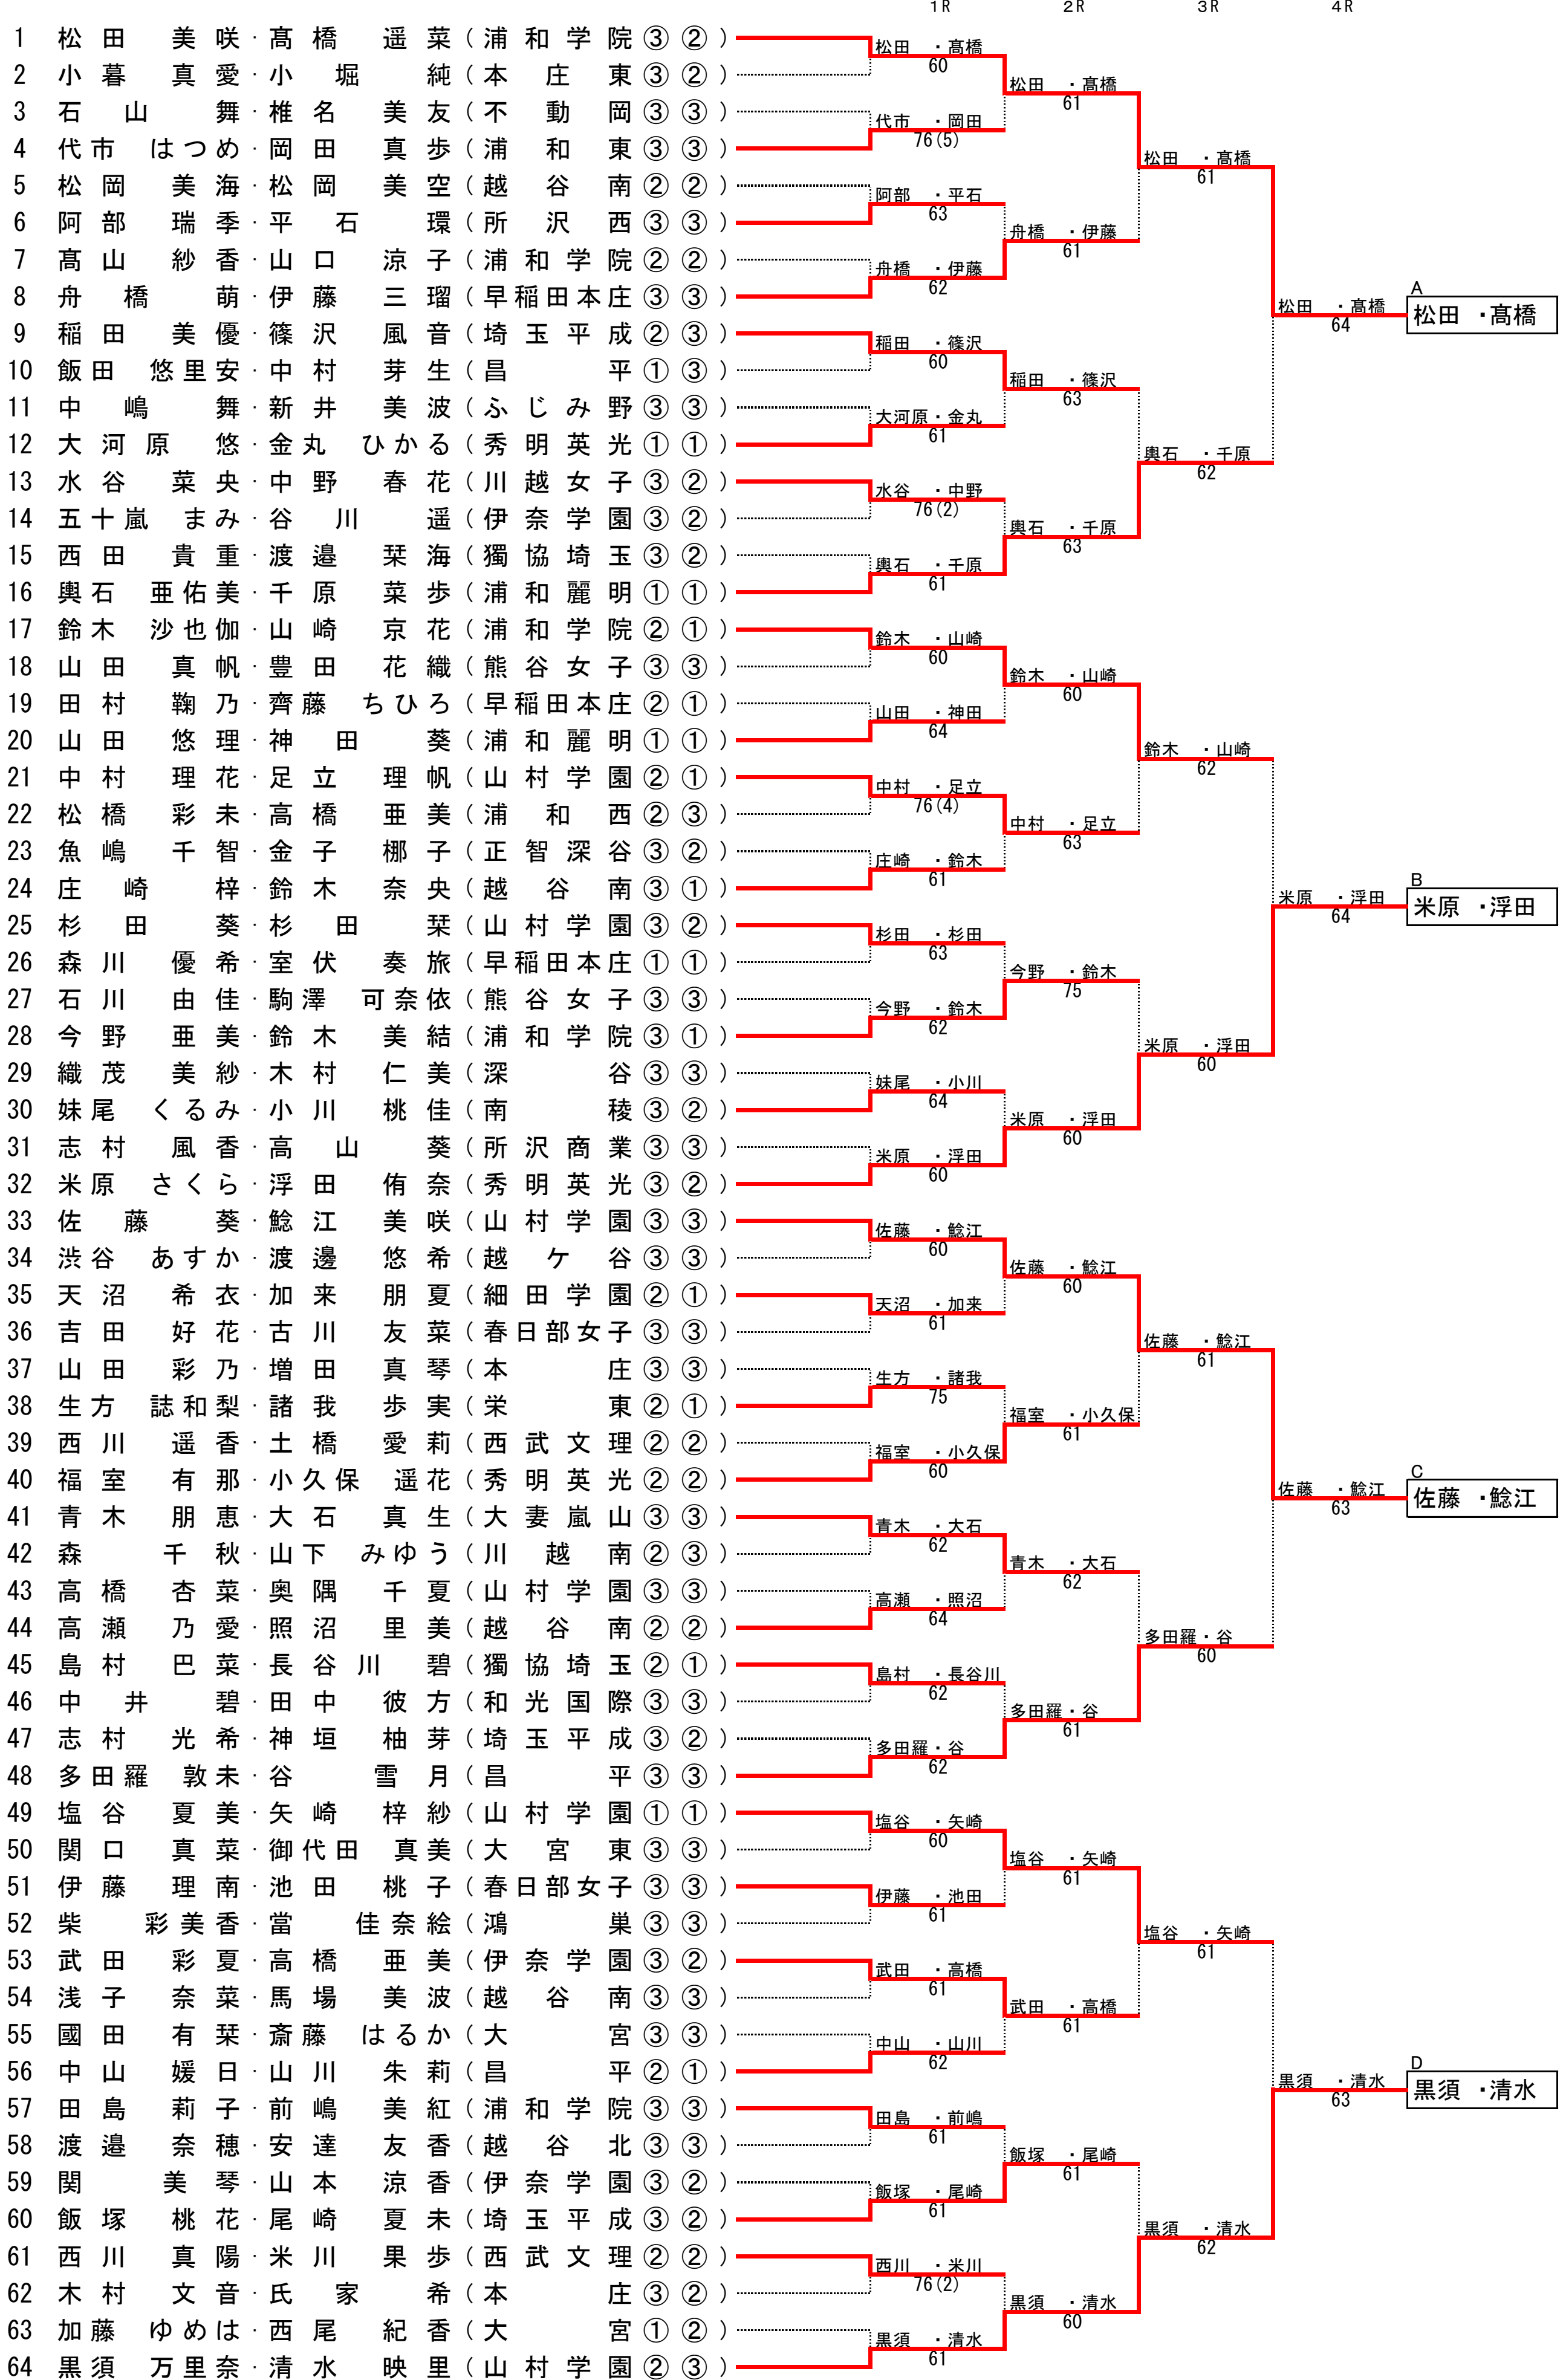 1R 2R 3R 4R
1 松田 美咲・髙橋 遥菜(浦和学院③②)
松田・髙橋
60
2 小暮 真愛・小堀 純(本庄東③②)
松田・髙橋
61
3 石山 舞・椎名 美友(不動岡③③)
代市・岡田
76(5)
4 代市 はつめ・岡田 真歩(浦和東③③)
松田・髙橋
61
5 松岡 美海・松岡 美空(越谷南②②)
阿部・平石
63
6 阿部 瑞季・平石 環(所沢西③③)
舟橋・伊藤
61
7 髙山 紗香・山口 涼子(浦和学院②②)
舟橋・伊藤
62
8 舟橋 萌・伊藤 三瑠(早稲田本庄③③)
A
松田・髙橋
64
松田・髙橋
9 稲田 美優・篠沢 風音(埼玉平成②③)
稲田・篠沢
60
10 飯田 悠里安・中村 芽生(昌平①③)
稲田・篠沢
63
11 中嶋 舞・新井 美波(ふじみ野③③)
大河原・金丸
61
12 大河原 悠・金丸 ひかる(秀明英光①①)
輿石・千原
62
13 水谷 菜央・中野 春花(川越女子③②)
水谷・中野
76(2)
14 五十嵐 まみ・谷川 遥(伊奈学園③②)
輿石・千原
63
15 西田 貴重・渡邉 栞海(獨協埼玉③②)
輿石・千原
61
16 輿石 亜佑美・千原 菜歩(浦和麗明①①)
17 鈴木 沙也伽・山崎 京花(浦和学院②①)
鈴木・山崎
60
18 山田 真帆・豊田 花織(熊谷女子③③)
鈴木・山崎
60
19 田村 鞠乃・齊藤 ちひろ(早稲田本庄②①)
山田・神田
64
20 山田 悠理・神田 葵(浦和麗明①①)
鈴木・山崎
62
21 中村 理花・足立 理帆(山村学園②①)
中村・足立
76(4)
22 松橋 彩未・高橋 亜美(浦和西②③)
中村・足立
63
23 魚嶋 千智・金子 梛子(正智深谷③②)
庄崎・鈴木
61
24 庄崎 梓・鈴木 奈央(越谷南③①)
B
米原・浮田
64
米原・浮田
25 杉田 葵・杉田 栞(山村学園③②)
杉田・杉田
63
26 森川 優希・室伏 奏旅(早稲田本庄①①)
今野・鈴木
75
27 石川 由佳・駒澤 可奈依(熊谷女子③③)
今野・鈴木
62
28 今野 亜美・鈴木 美結(浦和学院③①)
米原・浮田
60
29 織茂 美紗・木村 仁美(深谷③③)
妹尾・小川
64
30 妹尾 くるみ・小川 桃佳(南稜③②)
米原・浮田
60
31 志村 風香・高山 葵(所沢商業③③)
米原・浮田
60
32 米原 さくら・浮田 侑奈(秀明英光③②)
33 佐藤 葵・鯰江 美咲(山村学園③③)
佐藤・鯰江
60
34 渋谷 あすか・渡邊 悠希(越ケ谷③③)
佐藤・鯰江
60
35 天沼 希衣・加来 朋夏(細田学園②①)
天沼・加来
61
36 吉田 好花・古川 友菜(春日部女子③③)
佐藤・鯰江
61
37 山田 彩乃・増田 真琴(本庄③③)
生方・諸我
75
38 生方 誌和梨・諸我 歩実(栄東②①)
福室・小久保
61
39 西川 遥香・土橋 愛莉(西武文理②②)
福室・小久保
60
40 福室 有那・小久保 遥花(秀明英光②②)
C
佐藤・鯰江
63
佐藤・鯰江
41 青木 朋恵・大石 真生(大妻嵐山③③)
青木・大石
62
42 森 千秋・山下 みゆう(川越南②③)
青木・大石
62
43 高橋 杏菜・奥隅 千夏(山村学園③③)
高瀬・照沼
64
44 高瀬 乃愛・照沼 里美(越谷南②②)
多田羅・谷
60
45 島村 巴菜・長谷川 碧(獨協埼玉②①)
島村・長谷川
62
46 中井 碧・田中 彼方(和光国際③③)
多田羅・谷
61
47 志村 光希・神垣 柚芽(埼玉平成③②)
多田羅・谷
62
48 多田羅 敦未・谷 雪月(昌平③③)
49 塩谷 夏美・矢崎 梓紗(山村学園①①)
塩谷・矢崎
60
50 関口 真菜・御代田 真美(大宮東③③)
塩谷・矢崎
61
51 伊藤 理南・池田 桃子(春日部女子③③)
伊藤・池田
61
52 柴 彩美香・當 佳奈絵(鴻巣③③)
塩谷・矢崎
61
53 武田 彩夏・高橋 亜美(伊奈学園③②)
武田・高橋
61
54 浅子 奈菜・馬場 美波(越谷南③③)
武田・高橋
61
55 國田 有栞・斎藤 はるか(大宮③③)
中山・山川
62
56 中山 媛日・山川 朱莉(昌平②①)
D
黒須・清水
63
黒須・清水
57 田島 莉子・前嶋 美紅(浦和学院③③)
田島・前嶋
61
58 渡邉 奈穂・安達 友香(越谷北③③)
飯塚・尾崎
61
59 関 美琴・山本 涼香(伊奈学園③②)
飯塚・尾崎
61
60 飯塚 桃花・尾崎 夏未(埼玉平成③②)
黒須・清水
62
61 西川 真陽・米川 果歩(西武文理②②)
西川・米川
76(2)
62 木村 文音・氏家 希(本庄③②)
黒須・清水
60
63 加藤 ゆめは・西尾 紀香(大宮①②)
黒須・清水
61
64 黒須 万里奈・清水 映里(山村学園②③)